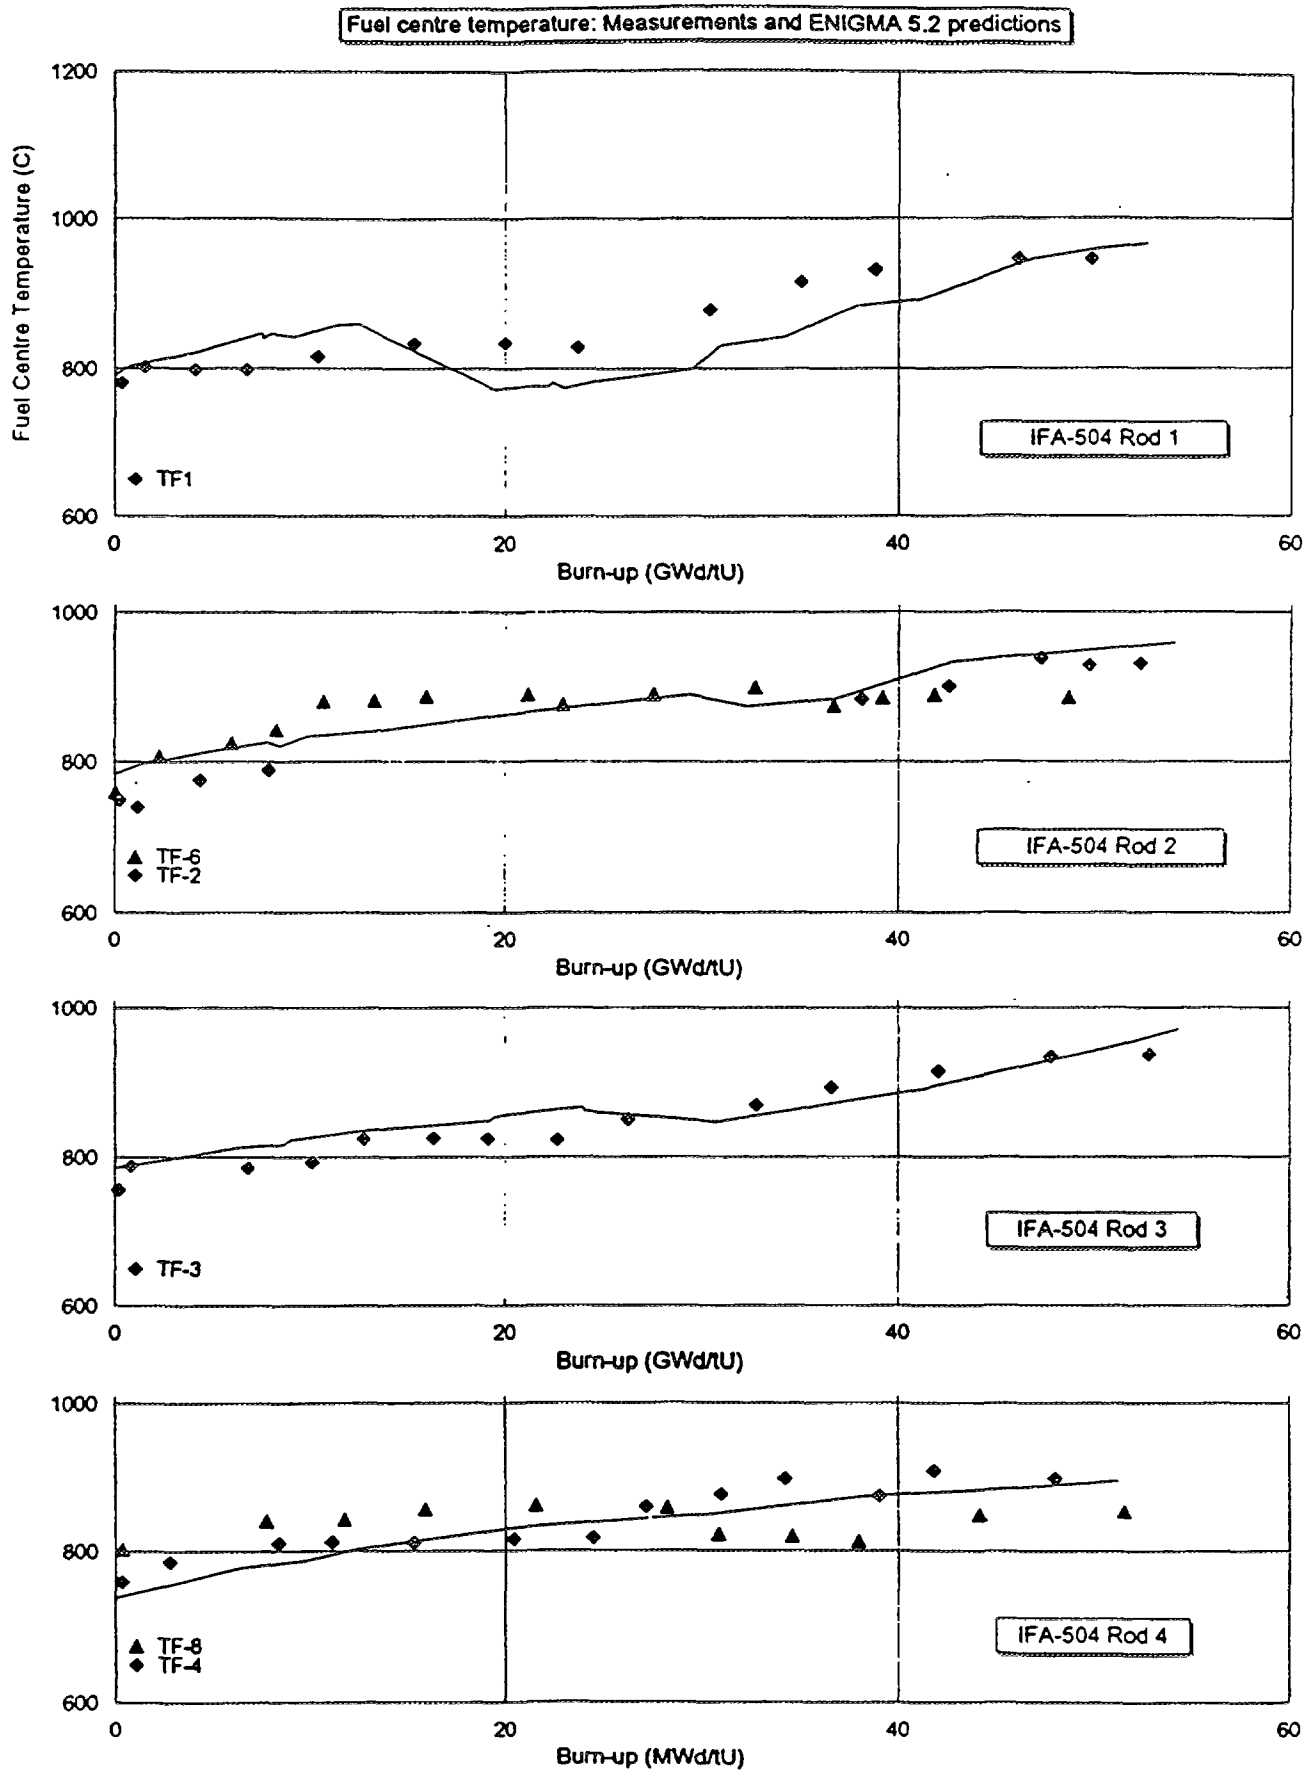 Fuel centre temperature: Measurements and ENIGMA 5.2 predictions
Fuel Centre Temperature (C)
1200
1000
800
600
TF1
IFA-504 Rod 1
0 20 40 60
Burn-up (GWd/tU)
1000
800
600
TF-6
TF-2
IFA-504 Rod 2
0 20 40 60
Burn-up (GWd/tU)
1000
800
600
TF-3
IFA-504 Rod 3
0 20 40 60
Burn-up (GWd/tU)
1000
800
600
TF-8
TF-4
IFA-504 Rod 4
0 20 40 60
Burn-up (MWd/tU)